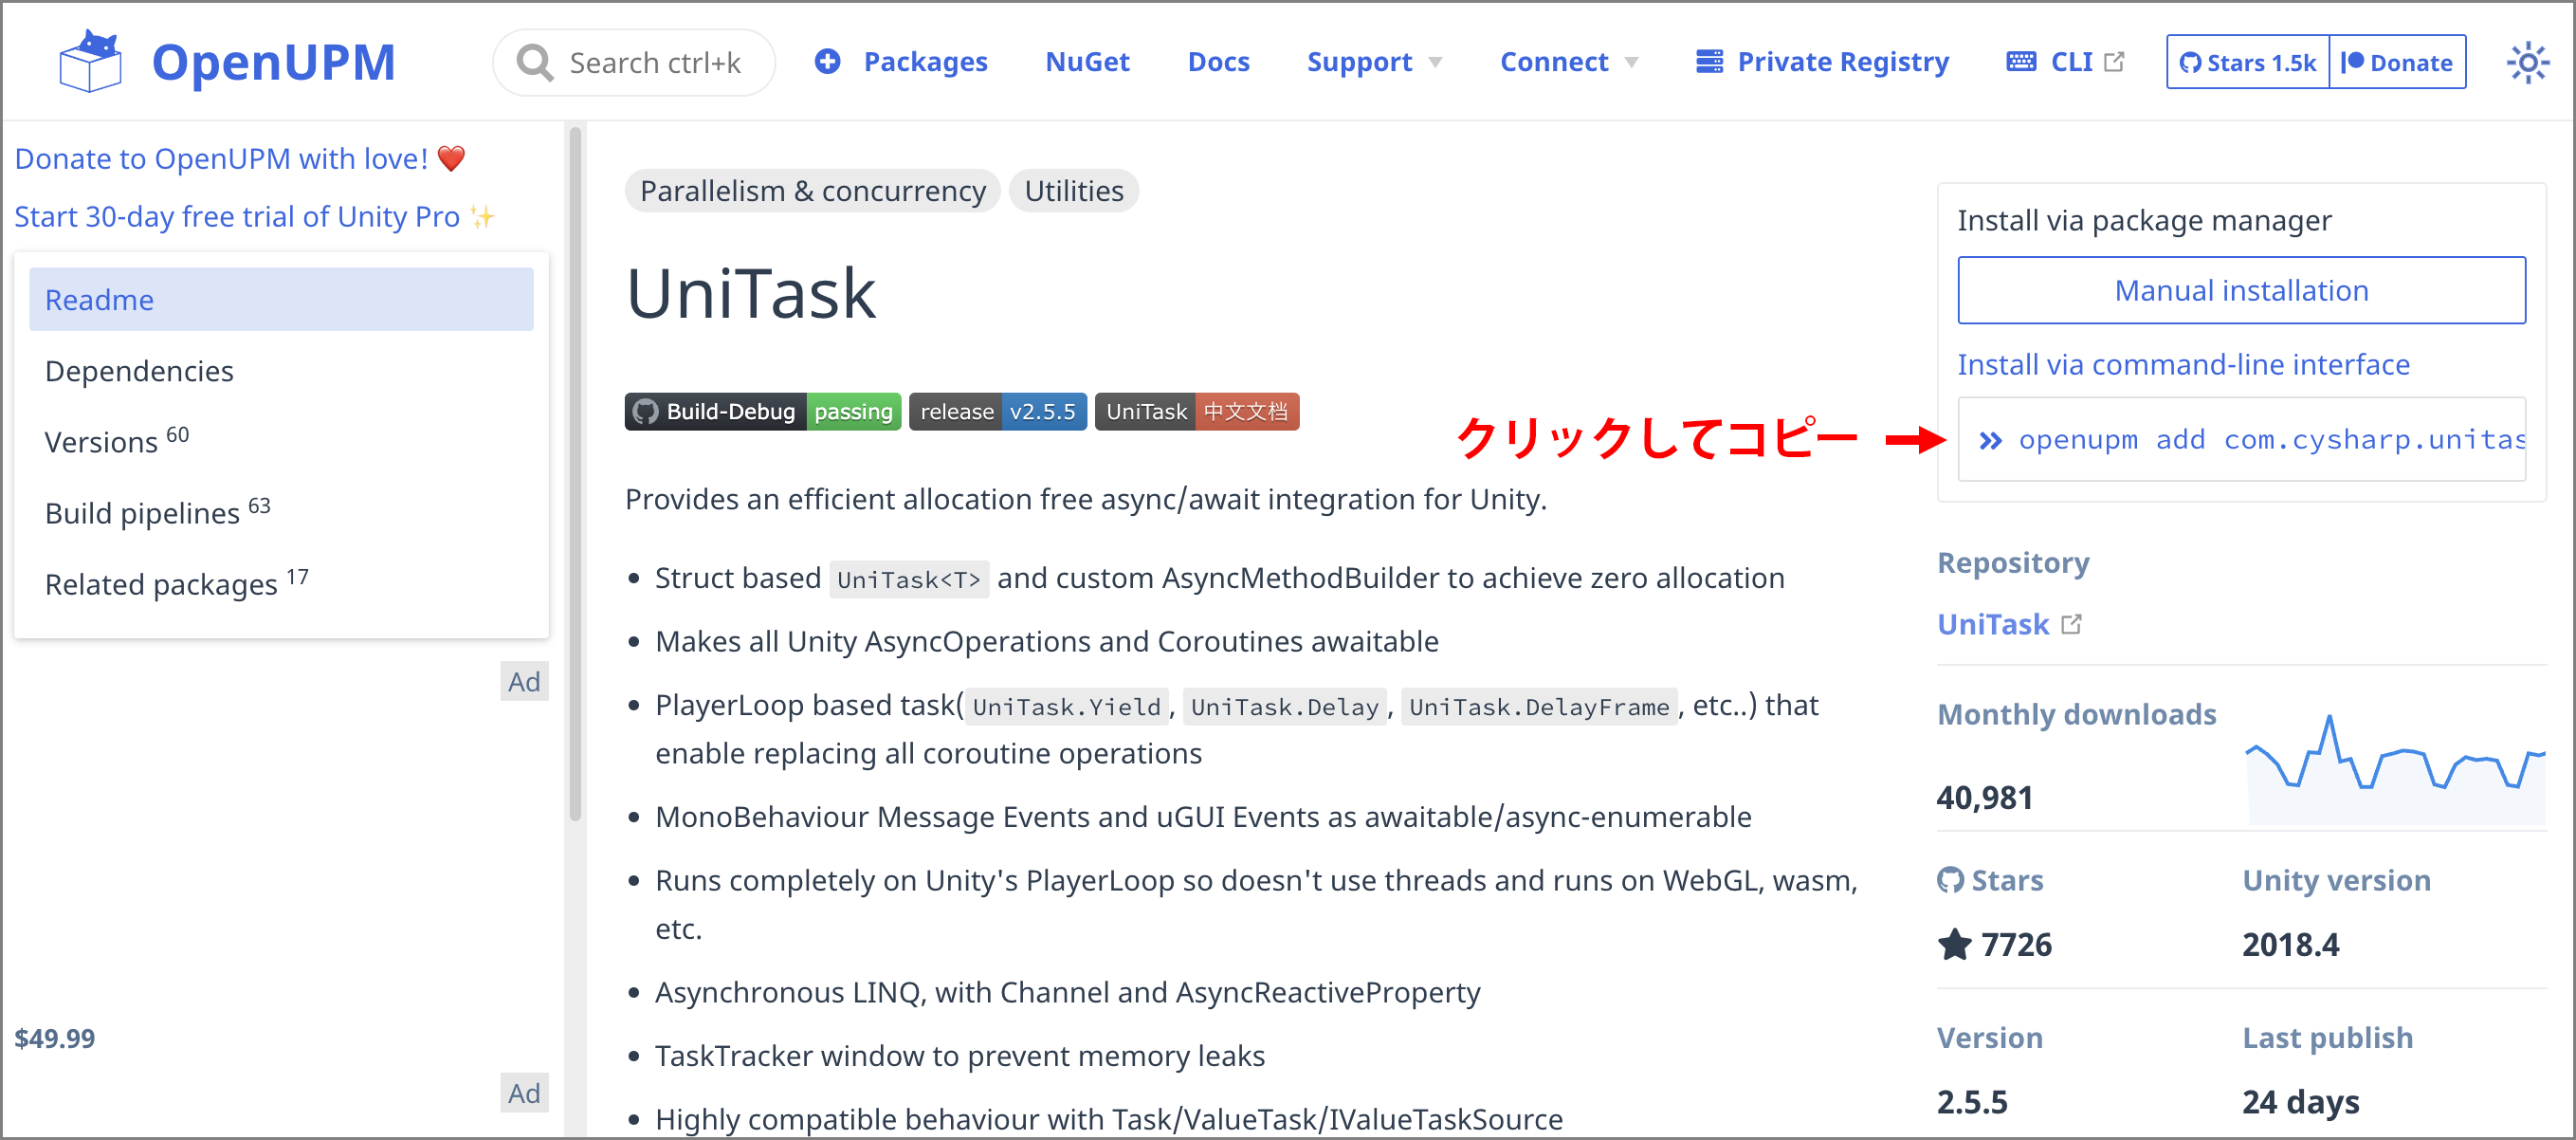 OpenUPM
Search ctrl+k
Packages
NuGet
Docs
Support
Connect
Private Registry
CLI
Stars 1.5k
Donate
Donate to OpenUPM with love! ❤️
Start 30-day free trial of Unity Pro ✨
Readme
Dependencies
Versions 60
Build pipelines 63
Related packages 17
Ad
$49.99
Ad
Parallelism & concurrency
Utilities
UniTask
Build-Debug passing
release v2.5.5
UniTask 中文文档
Provides an efficient allocation free async/await integration for Unity.
• Struct based UniTask<T> and custom AsyncMethodBuilder to achieve zero allocation
• Makes all Unity AsyncOperations and Coroutines awaitable
• PlayerLoop based task(UniTask.Yield, UniTask.Delay, UniTask.DelayFrame, etc..) that
enable replacing all coroutine operations
• MonoBehaviour Message Events and uGUI Events as awaitable/async-enumerable
• Runs completely on Unity's PlayerLoop so doesn't use threads and runs on WebGL, wasm,
etc.
• Asynchronous LINQ, with Channel and AsyncReactiveProperty
• TaskTracker window to prevent memory leaks
• Highly compatible behaviour with Task/ValueTask/IValueTaskSource
Install via package manager
Manual installation
Install via command-line interface
クリックしてコピー
openupm add com.cysharp.unitas
Repository
UniTask
Monthly downloads
40,981
Stars
7726
Unity version
2018.4
Version
2.5.5
Last publish
24 days